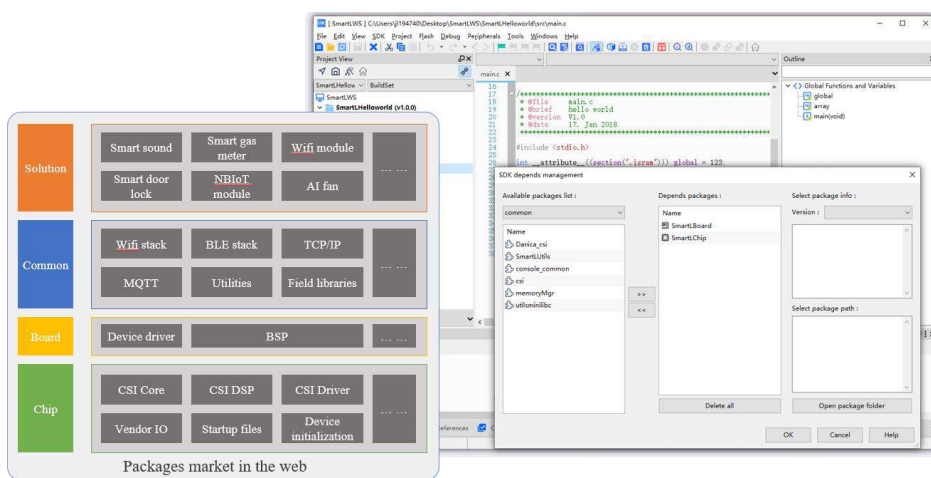 [ SmartLWS ] C:\Users\jl194740\Desktop\SmartLWS\SmartLHelloworld\src\main.c
File Edit View SDK Project Flash Debug Peripherals Tools Windows Help
Project View
SmartLHellow
BuildSet
SmartLWS
SmartLHelloworld (v1.0.0)
main.c
16
17
18
19
20
21
22
23
24
25
26
27
/**
* @file main.c
* @brief hello world
* @version V1.0
* @date 17. Jan 2018
#include <stdio.h>
int __attribute__((section(".isram"))) global = 123;
Outline
Global Functions and Variables
global
array
main(void)
SDK depends management
Available packages list :
common
Name
Danica_csi
SmartLUtils
console_common
csi
memoryMgr
utilsminilibc
>>
<<
Depends packages :
Name
SmartLBoard
SmartLChip
Delete all
Select package info :
Version :
Select package path :
Open package folder
OK
Cancel
Help
eferences
Solution
Smart sound
Smart gas
meter
Wifi module
Smart door
lock
NBIoT
module
AI fan
... ...
Common
Wifi stack
BLE stack
TCP/IP
MQTT
Utilities
Field libraries
... ...
Board
Device driver
BSP
... ...
Chip
CSI Core
CSI DSP
CSI Driver
Vendor IO
Startup files
Device
initialization
... ...
Packages market in the web